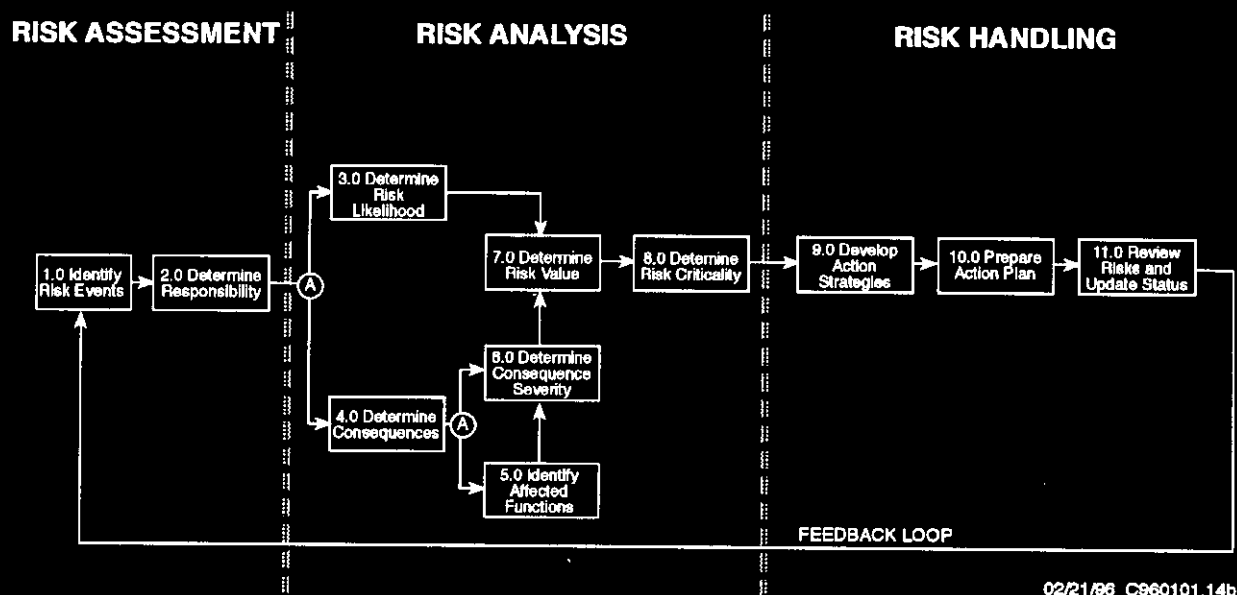 RISK ASSESSMENT
RISK ANALYSIS
RISK HANDLING
3.0 Determine
Risk
Likelihood
1.0 Identify
Risk Events
2.0 Determine
Responsibility
A
7.0 Determine
Risk Value
8.0 Determine
Risk Criticality
9.0 Develop
Action
Strategies
10.0 Prepare
Action Plan
11.0 Review
Risks and
Update Status
6.0 Determine
Consequence
Severity
4.0 Determine
Consequences
A
5.0 Identify
Affected
Functions
FEEDBACK LOOP
02/21/96 C960101.14b